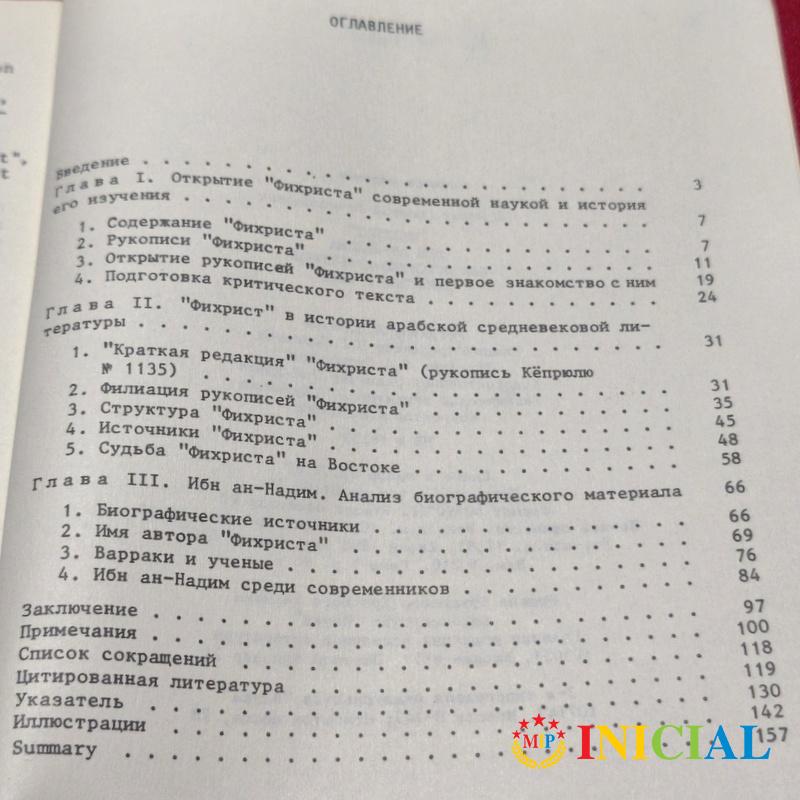 ОГЛАВЛЕНИЕ
Введение . . . . . . . . . . . . . . . . . . . . . . . . 3
Глава I. Открытие "Фихриста" современной наукой и история
его изучения . . . . . . . . . . . . . . . . . . . . . . 7
1. Содержание "Фихриста" . . . . . . . . . . . . . . . . 7
2. Рукописи "Фихриста" . . . . . . . . . . . . . . . . . 11
3. Открытие рукописей "Фихриста" и первое знакомство с ним 19
4. Подготовка критического текста . . . . . . . . . . . . 24
Глава II. "Фихрист" в истории арабской средневековой ли-
тературы . . . . . . . . . . . . . . . . . . . . . . . . 31
1. "Краткая редакция" "Фихриста" (рукопись Кёпрюлю
№ 1135) . . . . . . . . . . . . . . . . . . . . . . . . 31
2. Филиация рукописей "Фихриста" . . . . . . . . . . . . 35
3. Структура "Фихриста" . . . . . . . . . . . . . . . . 45
4. Источники "Фихриста" . . . . . . . . . . . . . . . . 48
5. Судьба "Фихриста" на Востоке . . . . . . . . . . . . 58
Глава III. Ибн ан-Надим. Анализ биографического материала 66
1. Биографические источники . . . . . . . . . . . . . . 66
2. Имя автора "Фихриста" . . . . . . . . . . . . . . . . 69
3. Варраки и ученые . . . . . . . . . . . . . . . . . . 76
4. Ибн ан-Надим среди современников . . . . . . . . . . 84
Заключение . . . . . . . . . . . . . . . . . . . . . . . 97
Примечания . . . . . . . . . . . . . . . . . . . . . . . 100
Список сокращений . . . . . . . . . . . . . . . . . . . 118
Цитированная литература . . . . . . . . . . . . . . . . 119
Указатель . . . . . . . . . . . . . . . . . . . . . . . 130
Иллюстрации . . . . . . . . . . . . . . . . . . . . . . 142
Summary . . . . . . . . . . . . . . . . . . . . . . . . 157
MP INICIAL